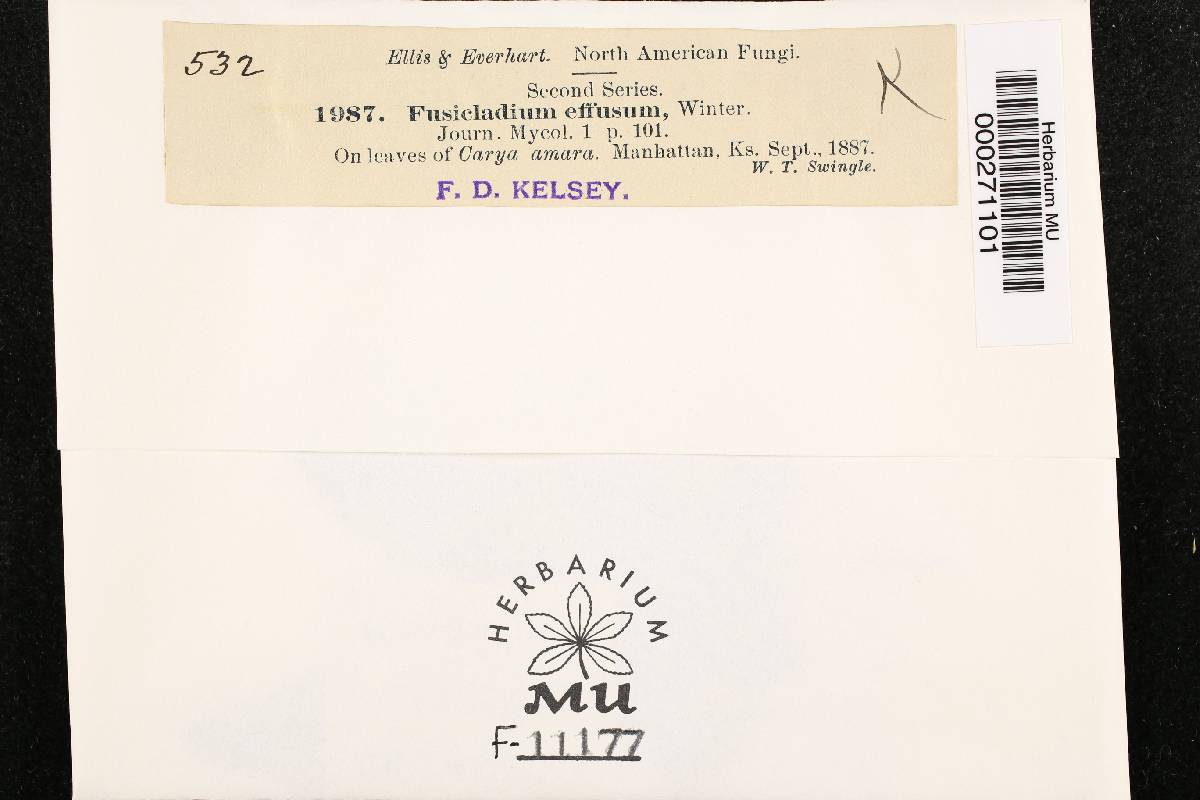 532
Ellis & Everhart. North American Fungi.
K
Second Series.
1987. Fusicladium effusum, Winter.
Journ. Mycol. 1 p. 101.
On leaves of Carya amara. Manhattan, Ks. Sept., 1887.
W. T. Swingle.
F. D. KELSEY.
Herbarium MU
000271101
HERBARIUM
MU
F-11177